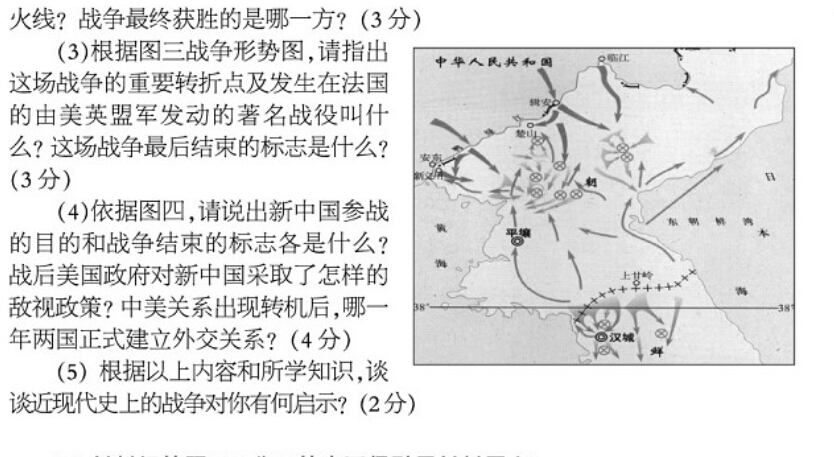 火线？战争最终获胜的是哪一方？(3分)
(3)根据图三战争形势图,请指出
这场战争的重要转折点及发生在法国
的由美英盟军发动的著名战役叫什
么？这场战争最后结束的标志是什么？
(3分)
(4)依据图四,请说出新中国参战
的目的和战争结束的标志各是什么？
战后美国政府对新中国采取了怎样的
敌视政策？中美关系出现转机后,哪一
年两国正式建立外交关系？(4分)
(5) 根据以上内容和所学知识,谈
谈近现代史上的战争对你有何启示？(2分)
中华人民共和国
临江
辑安
楚山
安东
新义州
朝
日
东朝鲜湾
本
黄
平壤
海
上甘岭
海
38°
38°
汉城
鲜